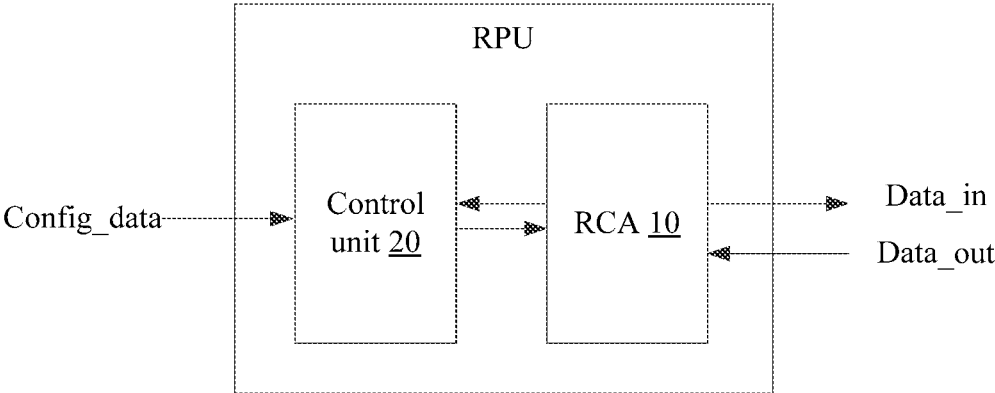 RPU
Config_data
Control
unit 20
RCA 10
Data_in
Data_out